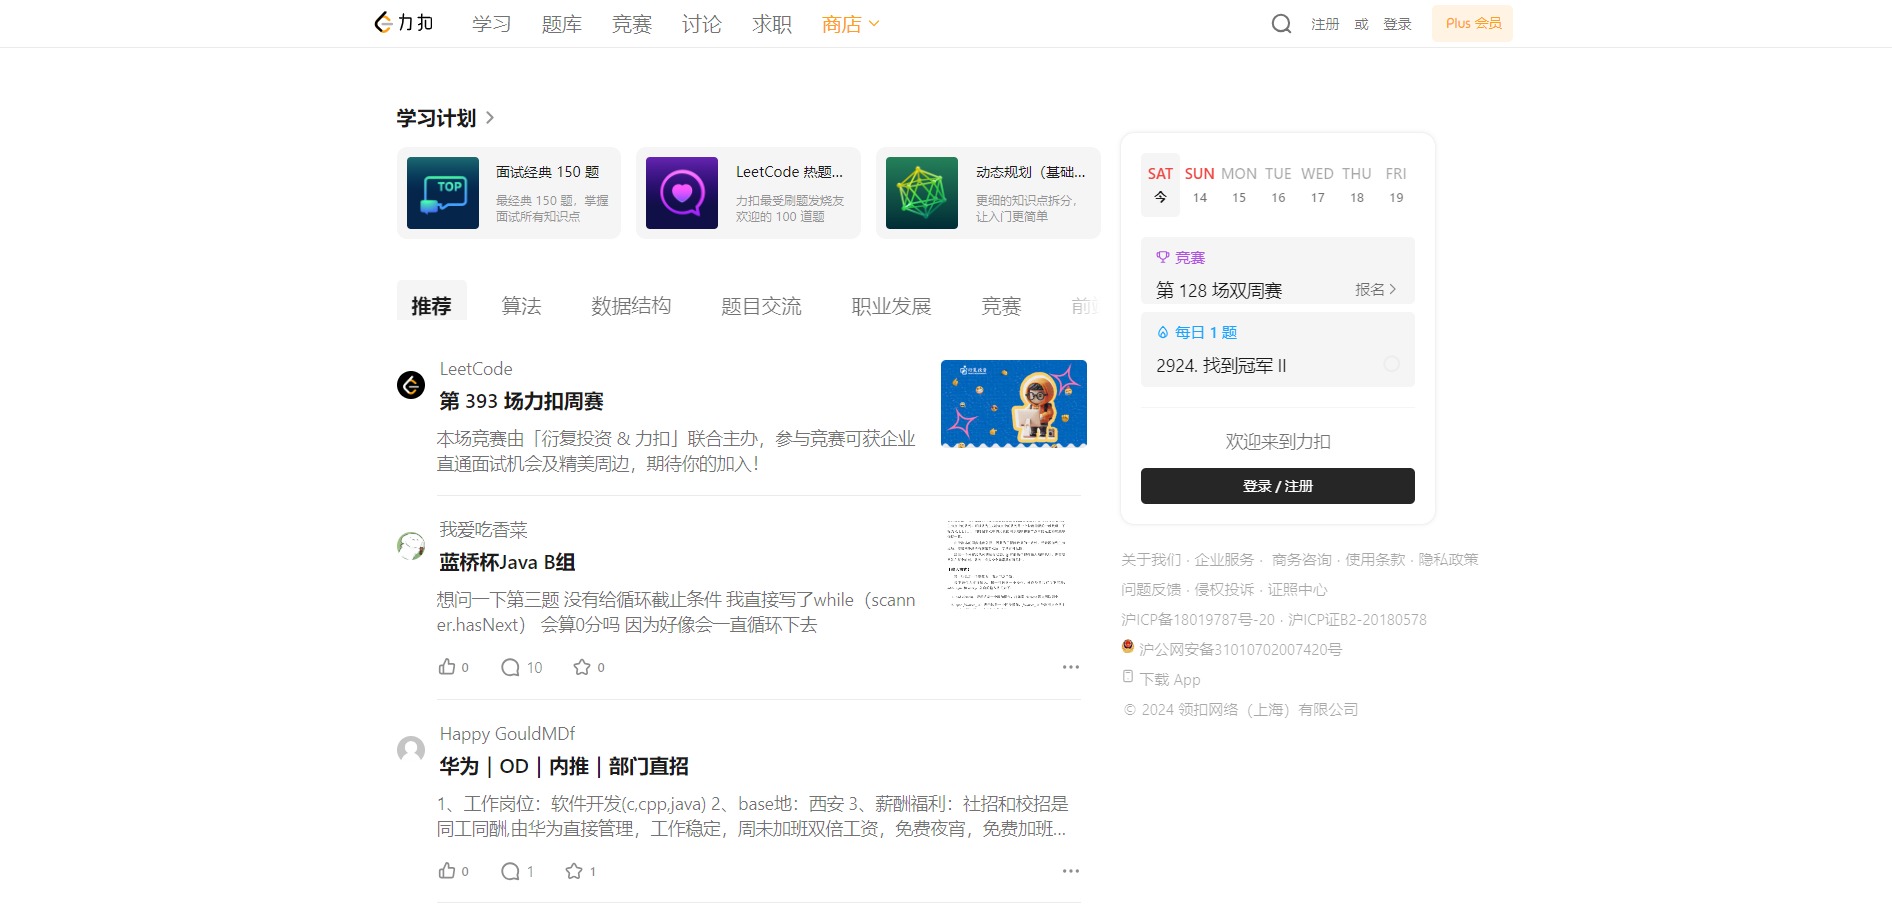 力扣
学习 题库 竞赛 讨论 求职 商店
注册 或 登录 Plus 会员
学习计划
TOP
面试经典 150 题
最经典 150 题，掌握
面试所有知识点
LeetCode 热题...
力扣最受刷题发烧友
欢迎的 100 道题
动态规划（基础...
更细的知识点拆分，
让入门更简单
推荐 算法 数据结构 题目交流 职业发展 竞赛
LeetCode
第 393 场力扣周赛
本场竞赛由「衍复投资 & 力扣」联合主办，参与竞赛可获企业
直通面试机会及精美周边，期待你的加入！
我爱吃香菜
蓝桥杯Java B组
想问一下第三题 没有给循环截止条件 我直接写了while（scann
er.hasNext） 会算0分吗 因为好像会一直循环下去
0 10 0
Happy GouldMDf
华为｜OD｜内推｜部门直招
1、工作岗位：软件开发(c,cpp,java) 2、base地：西安 3、薪酬福利：社招和校招是
同工同酬,由华为直接管理，工作稳定，周末加班双倍工资，免费夜宵，免费加班...
0 1 1
SAT SUN MON TUE WED THU FRI
今 14 15 16 17 18 19
竞赛
第 128 场双周赛 报名
每日 1 题
2924. 找到冠军 II
欢迎来到力扣
登录 / 注册
关于我们 · 企业服务 · 商务咨询 · 使用条款 · 隐私政策
问题反馈 · 侵权投诉 · 证照中心
沪ICP备18019787号-20 · 沪ICP证B2-20180578
沪公网安备31010702007420号
下载 App
© 2024 领扣网络（上海）有限公司